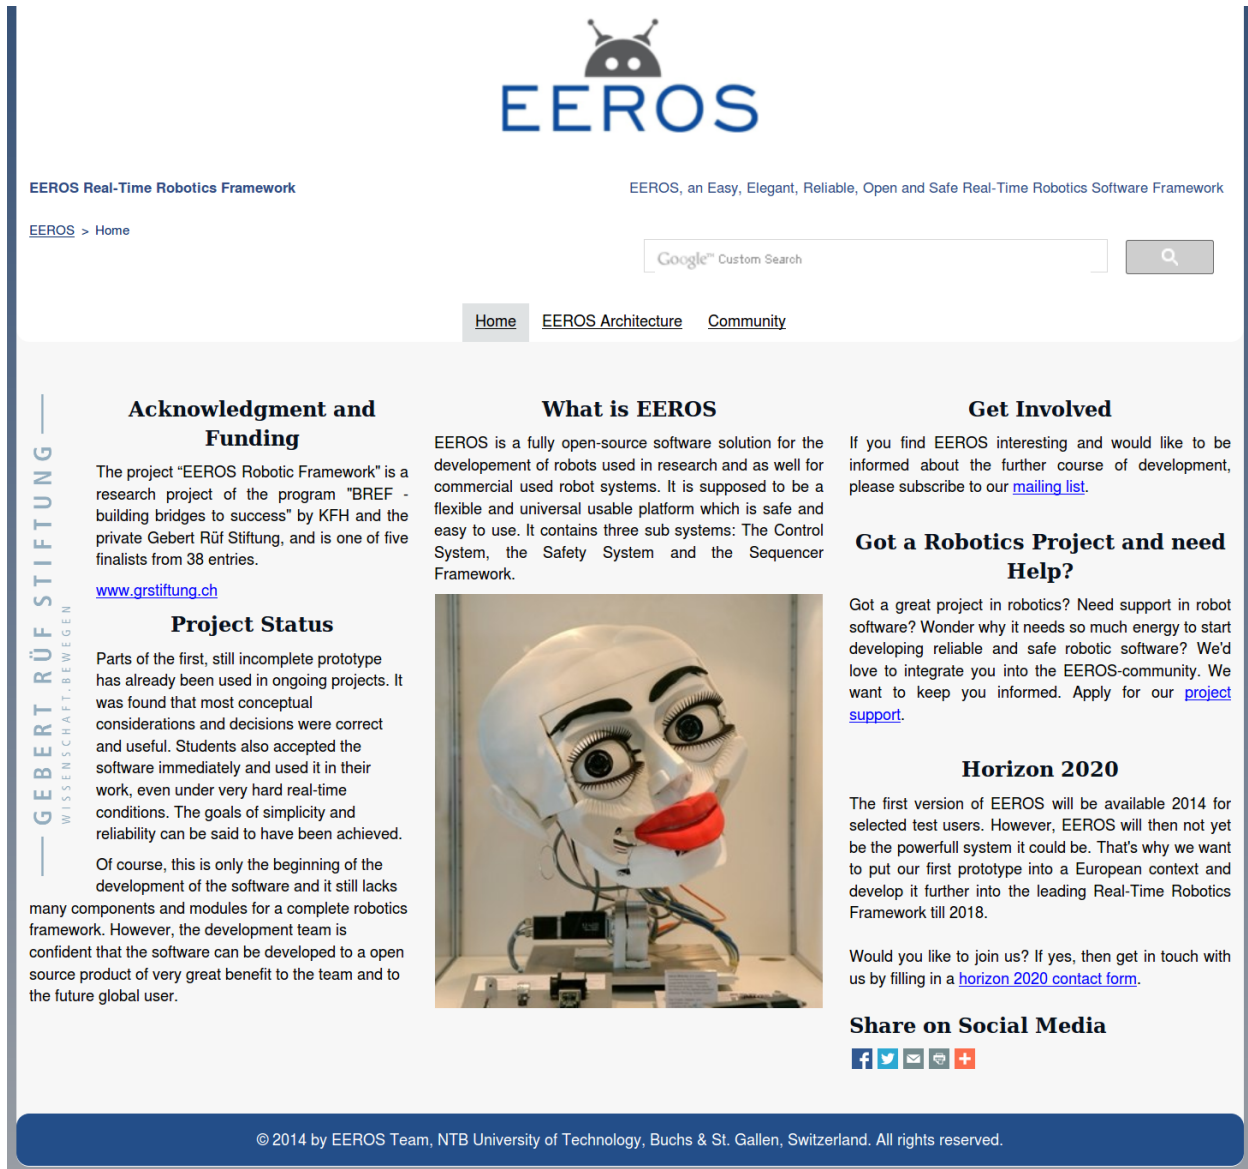 EEROS
EEROS Real-Time Robotics Framework
EEROS, an Easy, Elegant, Reliable, Open and Safe Real-Time Robotics Software Framework
EEROS > Home
Google™ Custom Search
Home
EEROS Architecture
Community
GEBERT RÜF STIFTUNG
WISSENSCHAFT.BEWEGEN
Acknowledgment and
Funding
The project “EEROS Robotic Framework” is a
research project of the program "BREF -
building bridges to success" by KFH and the
private Gebert Rüf Stiftung, and is one of five
finalists from 38 entries.
www.grstiftung.ch
Project Status
Parts of the first, still incomplete prototype
has already been used in ongoing projects. It
was found that most conceptual
considerations and decisions were correct
and useful. Students also accepted the
software immediately and used it in their
work, even under very hard real-time
conditions. The goals of simplicity and
reliability can be said to have been achieved.
Of course, this is only the beginning of the
development of the software and it still lacks
many components and modules for a complete robotics
framework. However, the development team is
confident that the software can be developed to a open
source product of very great benefit to the team and to
the future global user.
What is EEROS
EEROS is a fully open-source software solution for the
developement of robots used in research and as well for
commercial used robot systems. It is supposed to be a
flexible and universal usable platform which is safe and
easy to use. It contains three sub systems: The Control
System, the Safety System and the Sequencer
Framework.
Get Involved
If you find EEROS interesting and would like to be
informed about the further course of development,
please subscribe to our mailing list.
Got a Robotics Project and need
Help?
Got a great project in robotics? Need support in robot
software? Wonder why it needs so much energy to start
developing reliable and safe robotic software? We'd
love to integrate you into the EEROS-community. We
want to keep you informed. Apply for our project
support.
Horizon 2020
The first version of EEROS will be available 2014 for
selected test users. However, EEROS will then not yet
be the powerfull system it could be. That's why we want
to put our first prototype into a European context and
develop it further into the leading Real-Time Robotics
Framework till 2018.
Would you like to join us? If yes, then get in touch with
us by filling in a horizon 2020 contact form.
Share on Social Media
© 2014 by EEROS Team, NTB University of Technology, Buchs & St. Gallen, Switzerland. All rights reserved.